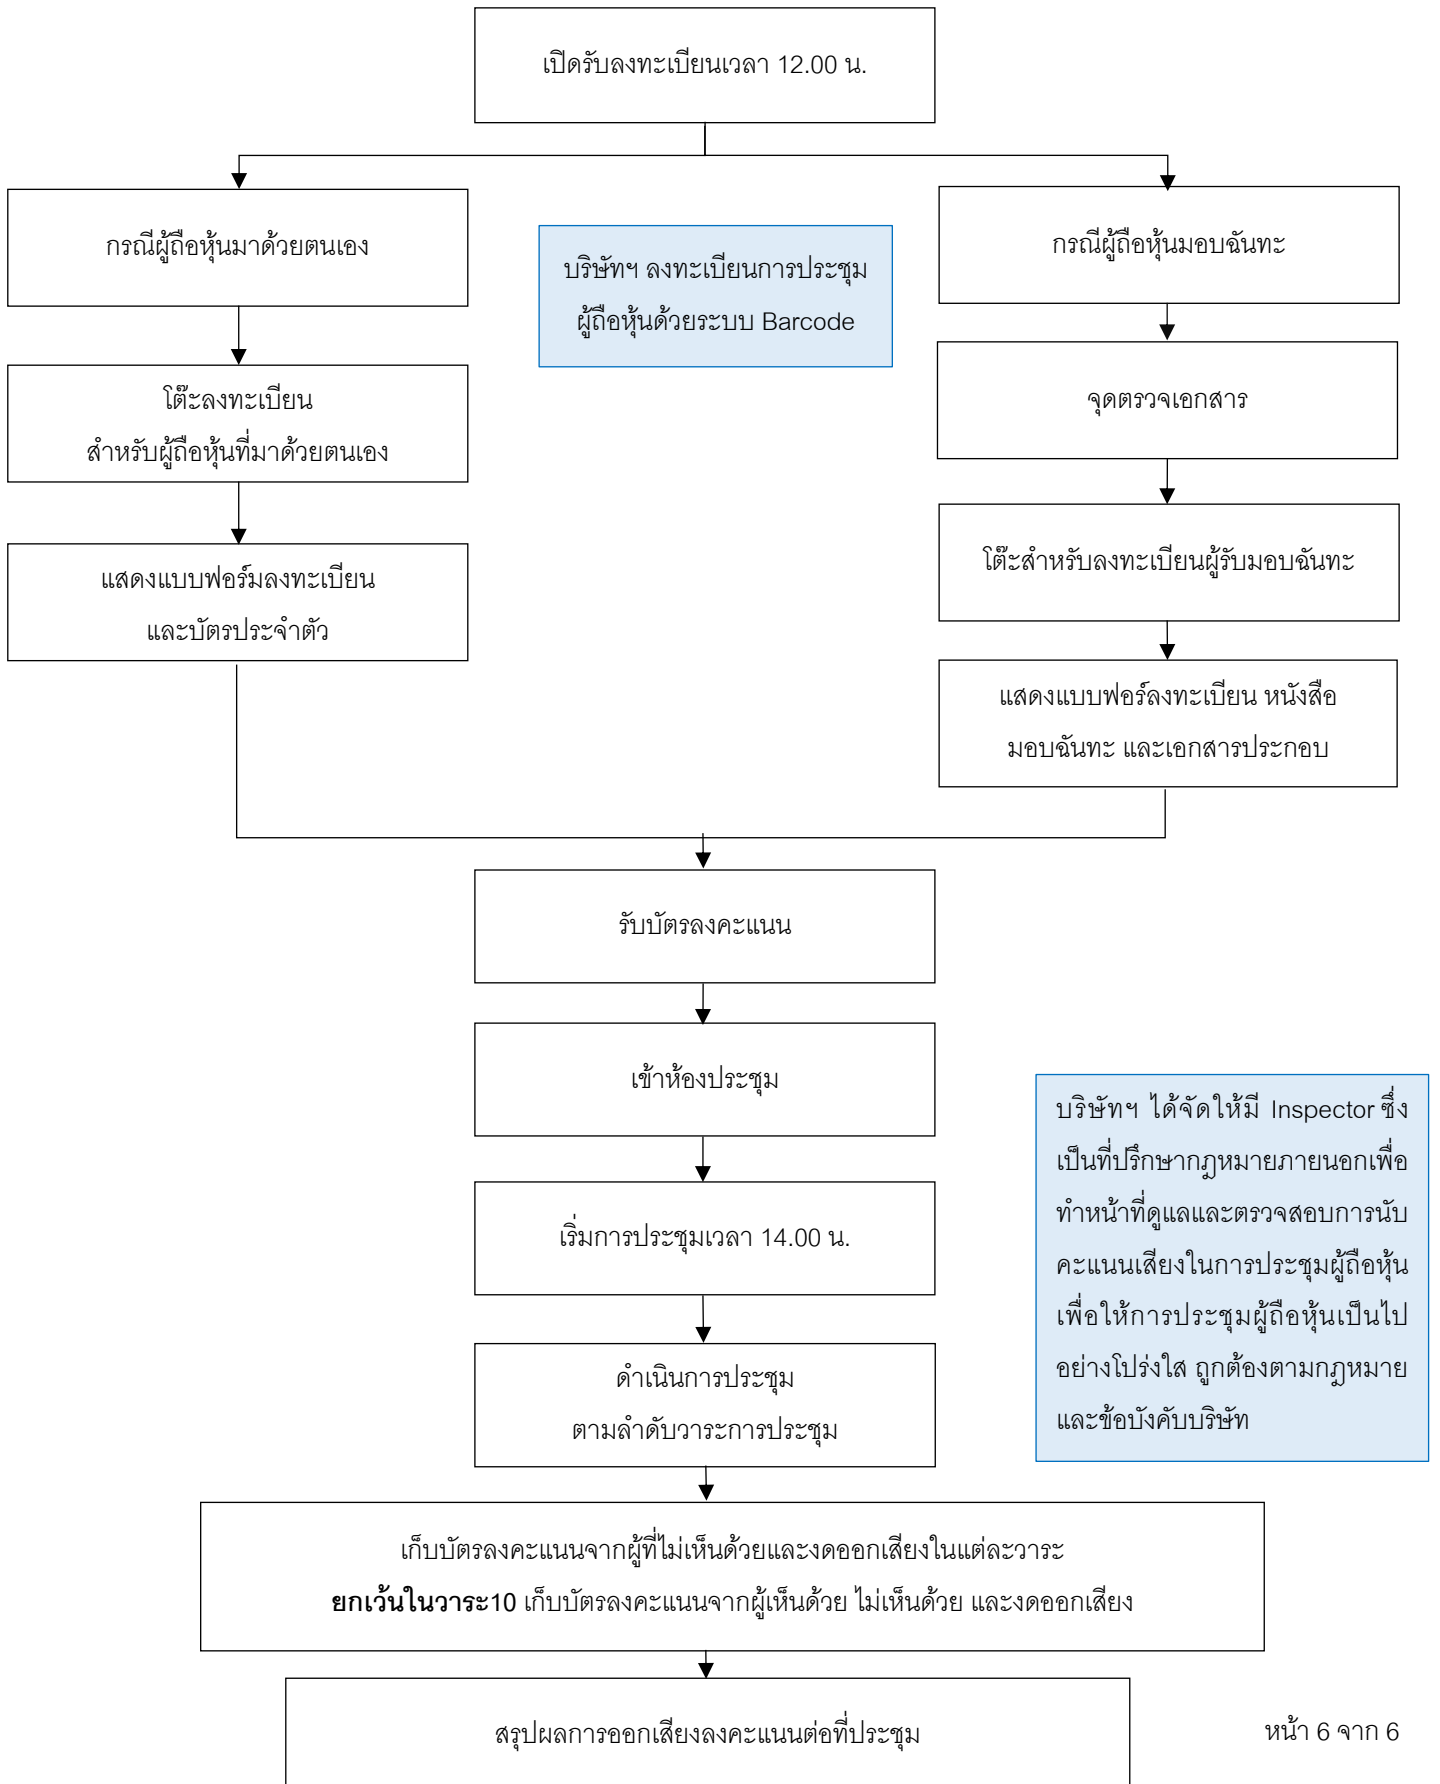 เปิดรับลงทะเบียนเวลา 12.00 น.
กรณีผู้ถือหุ้นมาด้วยตนเอง
บริษัทฯ ลงทะเบียนการประชุม
ผู้ถือหุ้นด้วยระบบ Barcode
กรณีผู้ถือหุ้นมอบฉันทะ
โต๊ะลงทะเบียน
สำหรับผู้ถือหุ้นที่มาด้วยตนเอง
จุดตรวจเอกสาร
แสดงแบบฟอร์มลงทะเบียน
และบัตรประจำตัว
โต๊ะสำหรับลงทะเบียนผู้รับมอบฉันทะ
แสดงแบบฟอร์ลงทะเบียน หนังสือ
มอบฉันทะ และเอกสารประกอบ
รับบัตรลงคะแนน
เข้าห้องประชุม
เริ่มการประชุมเวลา 14.00 น.
บริษัทฯ ได้จัดให้มี Inspector ซึ่ง
เป็นที่ปรึกษากฎหมายภายนอกเพื่อ
ทำหน้าที่ดูแลและตรวจสอบการนับ
คะแนนเสียงในการประชุมผู้ถือหุ้น
เพื่อให้การประชุมผู้ถือหุ้นเป็นไป
อย่างโปร่งใส ถูกต้องตามกฎหมาย
และข้อบังคับบริษัท
ดำเนินการประชุม
ตามลำดับวาระการประชุม
เก็บบัตรลงคะแนนจากผู้ที่ไม่เห็นด้วยและงดออกเสียงในแต่ละวาระ
ยกเว้นในวาระ10 เก็บบัตรลงคะแนนจากผู้เห็นด้วย ไม่เห็นด้วย และงดออกเสียง
สรุปผลการออกเสียงลงคะแนนต่อที่ประชุม
หน้า 6 จาก 6